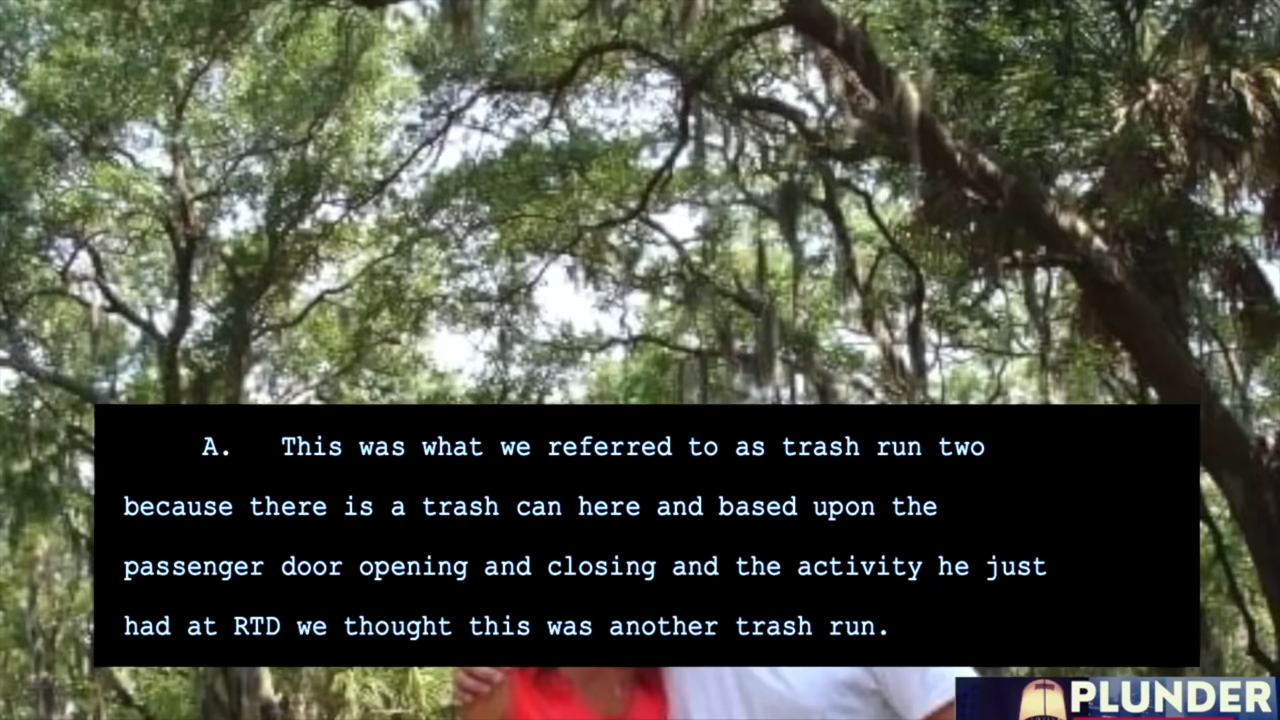 A. This was what we referred to as trash run two
because there is a trash can here and based upon the
passenger door opening and closing and the activity he just
had at RTD we thought this was another trash run.
PLUNDER